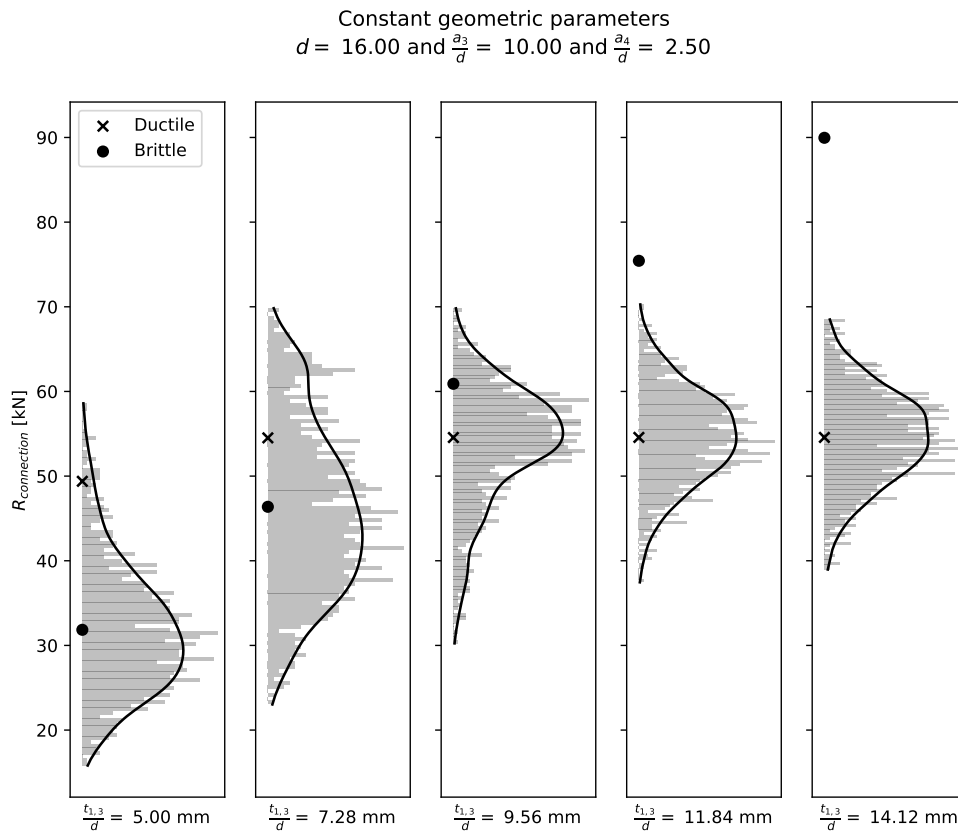 Constant geometric parameters
d = 16.00 and a₃/d = 10.00 and a₄/d = 2.50
Ductile
Brittle
90
80
70
60
50
40
30
20
R_connection [kN]
t₁,₃/d = 5.00 mm
t₁,₃/d = 7.28 mm
t₁,₃/d = 9.56 mm
t₁,₃/d = 11.84 mm
t₁,₃/d = 14.12 mm